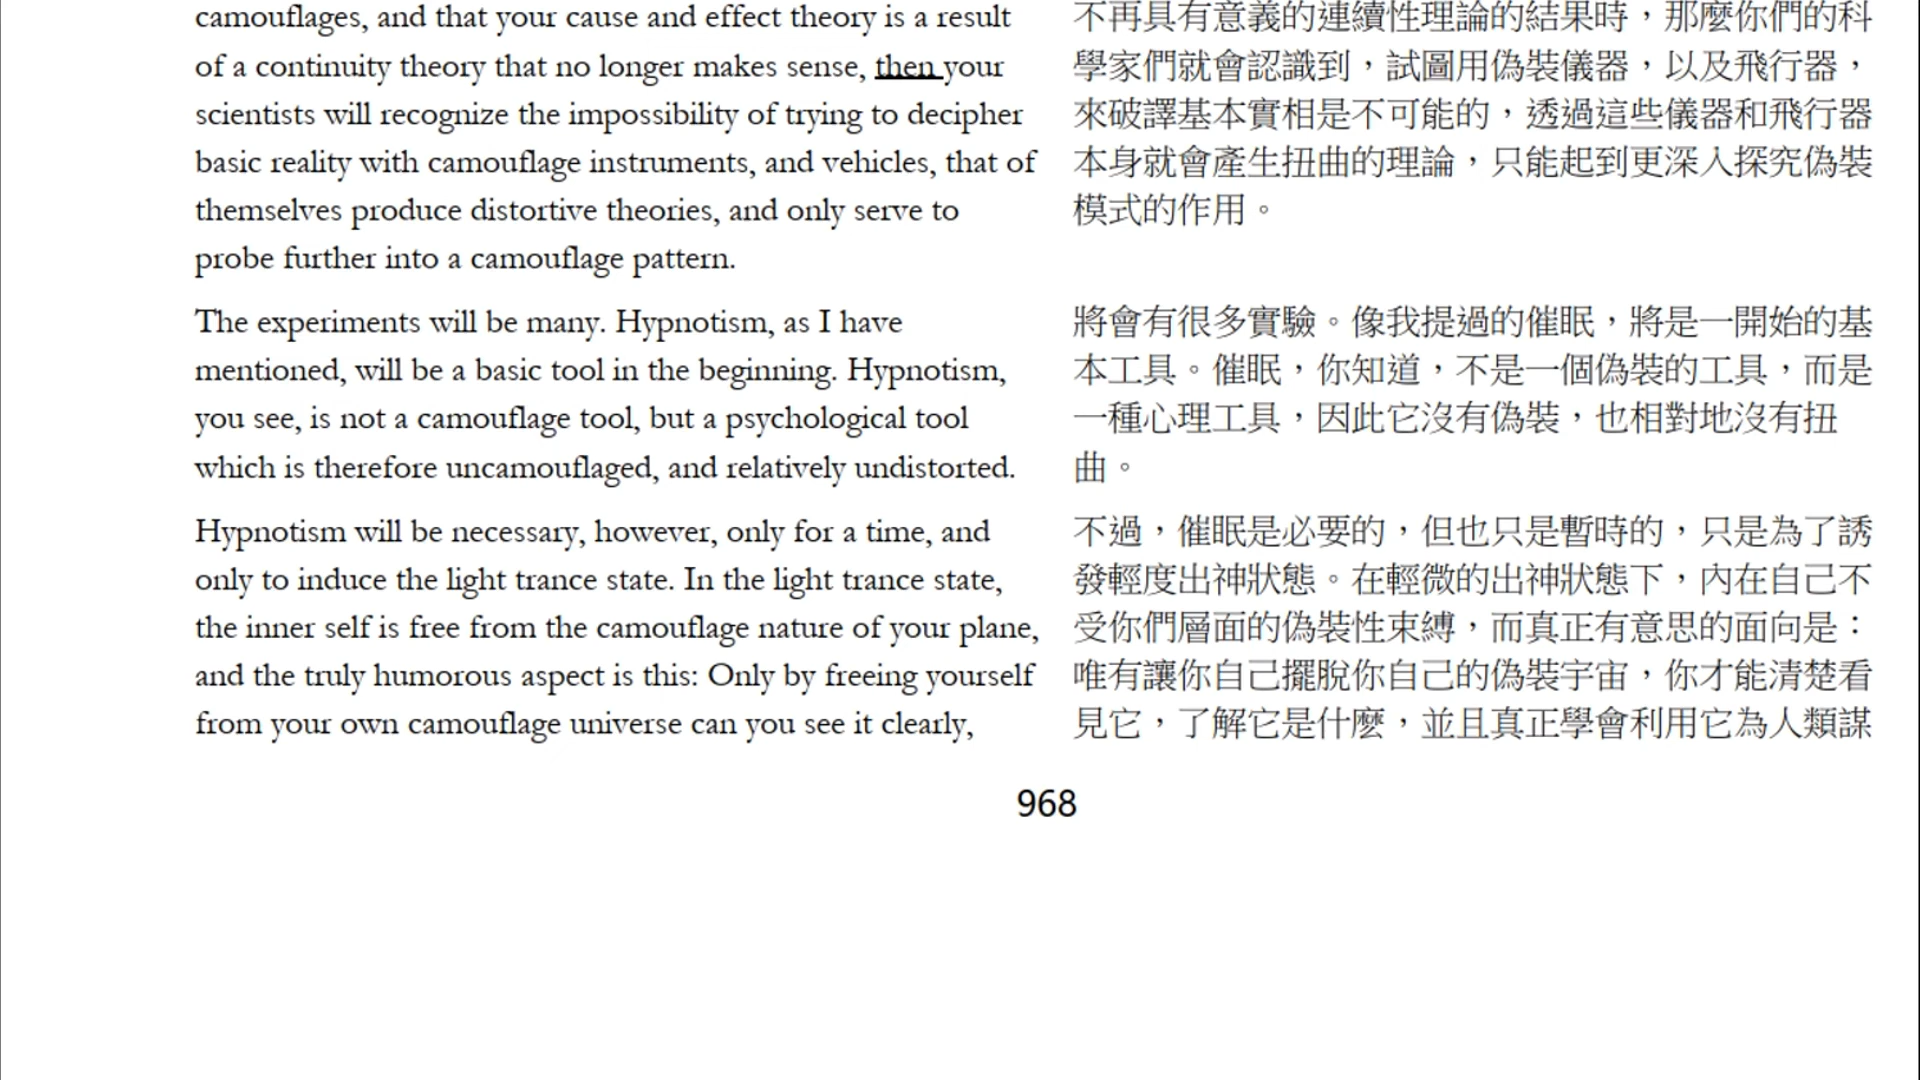 camouflages, and that your cause and effect theory is a result
of a continuity theory that no longer makes sense, then your
scientists will recognize the impossibility of trying to decipher
basic reality with camouflage instruments, and vehicles, that of
themselves produce distortive theories, and only serve to
probe further into a camouflage pattern.
不再具有意義的連續性理論的結果時，那麼你們的科
學家們就會認識到，試圖用偽裝儀器，以及飛行器，
來破譯基本實相是不可能的，透過這些儀器和飛行器
本身就會產生扭曲的理論，只能起到更深入探究偽裝
模式的作用。
The experiments will be many. Hypnotism, as I have
mentioned, will be a basic tool in the beginning. Hypnotism,
you see, is not a camouflage tool, but a psychological tool
which is therefore uncamouflaged, and relatively undistorted.
將會有很多實驗。像我提過的催眠，將是一開始的基
本工具。催眠，你知道，不是一個偽裝的工具，而是
一種心理工具，因此它沒有偽裝，也相對地沒有扭
曲。
Hypnotism will be necessary, however, only for a time, and
only to induce the light trance state. In the light trance state,
the inner self is free from the camouflage nature of your plane,
and the truly humorous aspect is this: Only by freeing yourself
from your own camouflage universe can you see it clearly,
不過，催眠是必要的，但也只是暫時的，只是為了誘
發輕度出神狀態。在輕微的出神狀態下，內在自己不
受你們層面的偽裝性束縛，而真正有意思的面向是：
唯有讓你自己擺脫你自己的偽裝宇宙，你才能清楚看
見它，了解它是什麼，並且真正學會利用它為人類謀
968